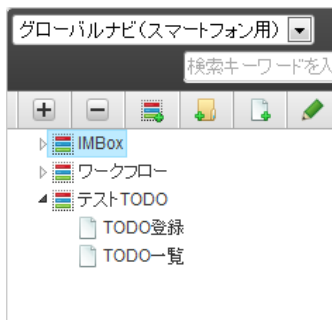 グローバルナビ(スマートフォン用)
検索キーワードを入
IMBox
ワークフロー
テストTODO
TODO登録
TODO一覧